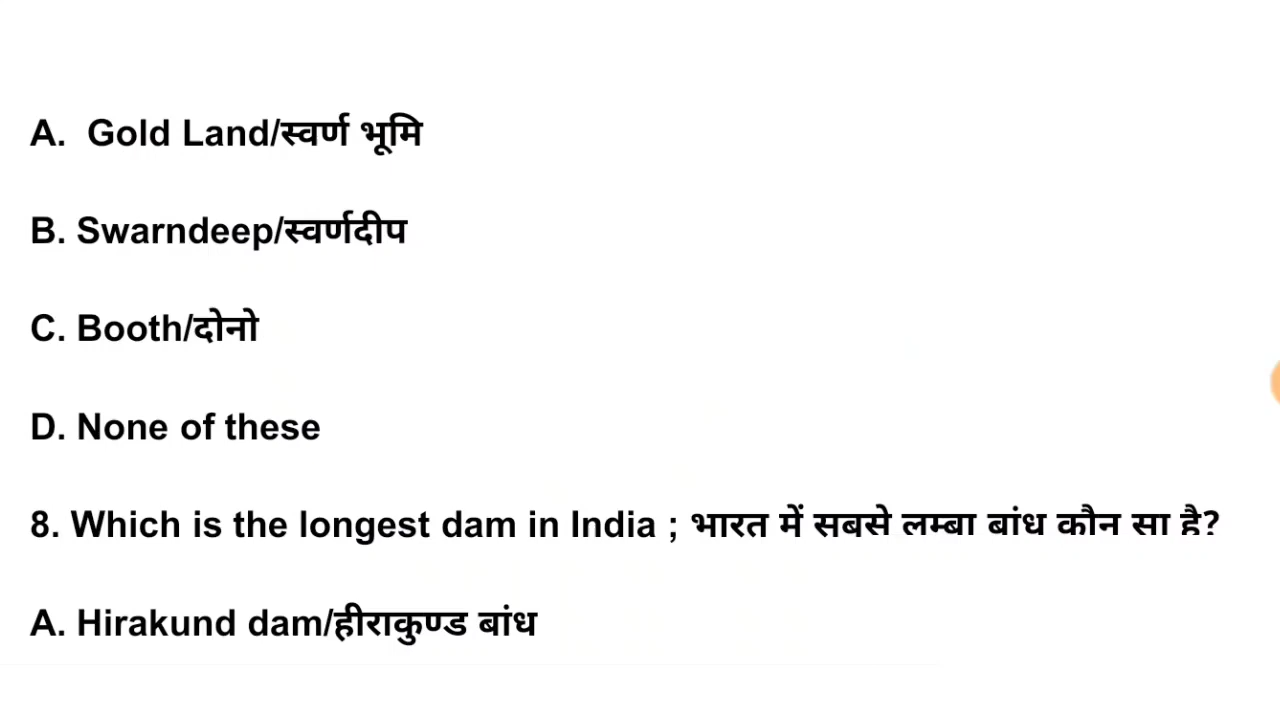 A. Gold Land/स्वर्ण भूमि
B. Swarndeep/स्वर्णदीप
C. Booth/दोनो
D. None of these
8. Which is the longest dam in India ; भारत में सबसे लम्बा बांध कौन सा है?
A. Hirakund dam/हीराकुण्ड बांध